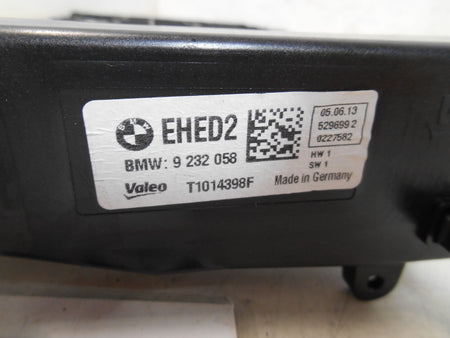 BMW
EHED2
BMW: 9 232 058
Valeo T1014398F
05.06.13
529699 2
0227582
HW 1
SW 1
Made in Germany